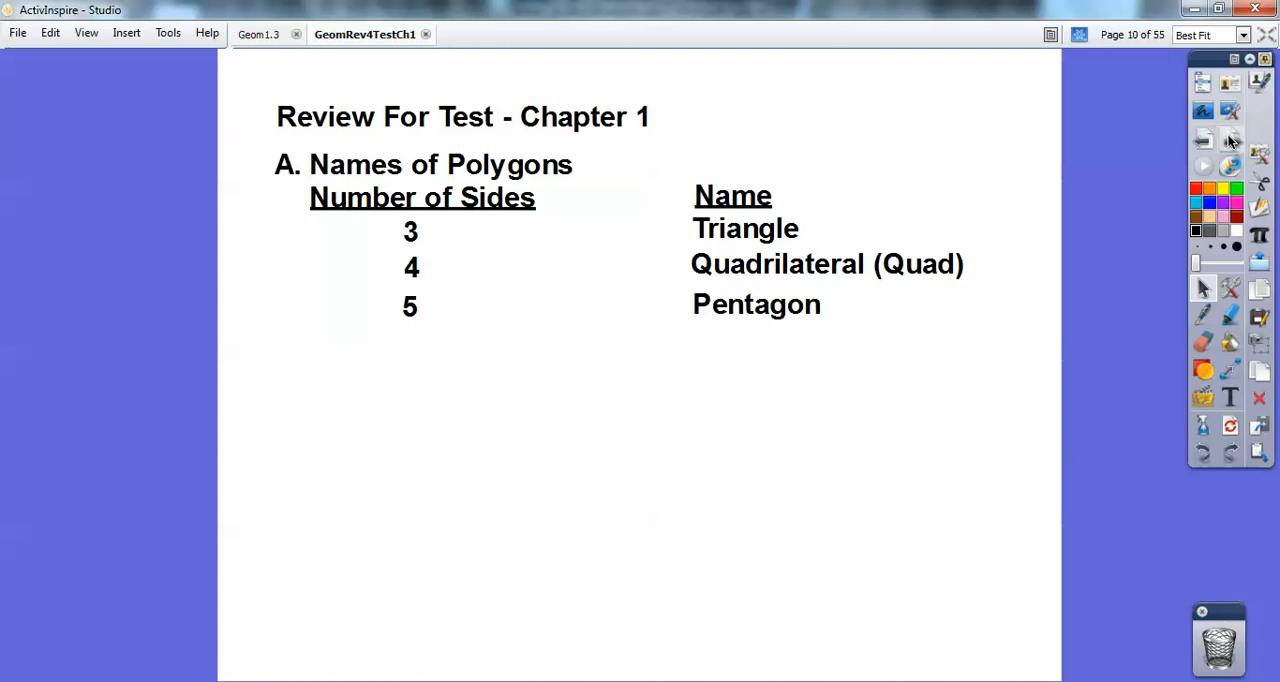 ActivInspire - Studio
File Edit View Insert Tools Help Geom1.3 GeomRev4TestCh1 Page 10 of 55 Best Fit
Review For Test - Chapter 1
A. Names of Polygons
Number of Sides Name
3 Triangle
4 Quadrilateral (Quad)
5 Pentagon